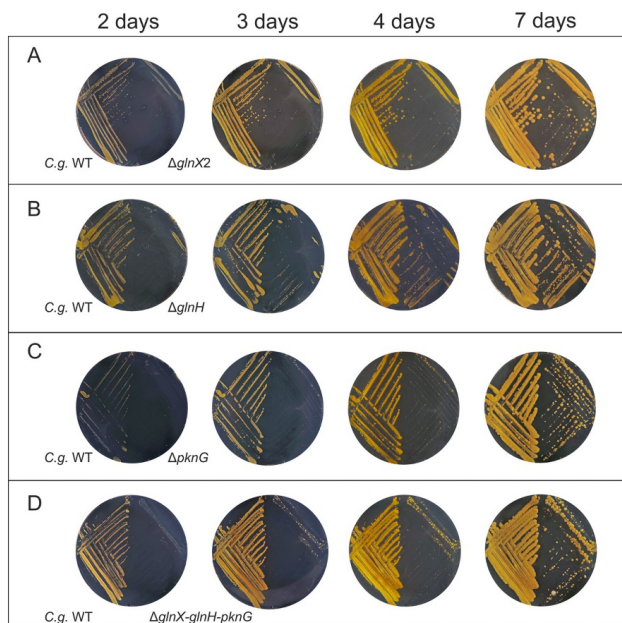 2 days 3 days 4 days 7 days
A
C.g. WT ΔglnX2
B
C.g. WT ΔglnH
C
C.g. WT ΔpknG
D
C.g. WT ΔglnX-glnH-pknG